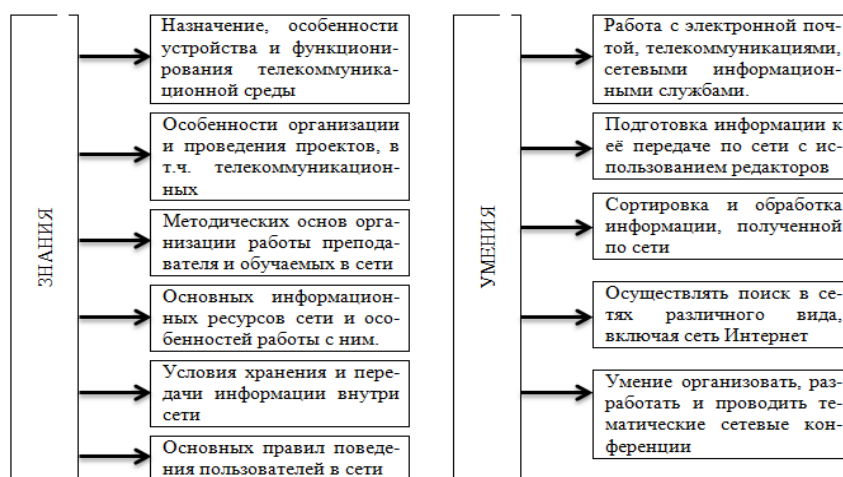 ЗНАНИЯ
Назначение, особенности
устройства и функциони-
рования телекоммуника-
ционной среды
Особенности организации
и проведения проектов, в
т.ч. телекоммуникацион-
ных
Методических основ орга-
низации работы препода-
вателя и обучаемых в сети
Основных информацион-
ных ресурсов сети и осо-
бенностей работы с ним.
Условия хранения и пере-
дачи информации внутри
сети
Основных правил поведе-
ния пользователей в сети
УМЕНИЯ
Работа с электронной поч-
той, телекоммуникациями,
сетевыми информацион-
ными службами.
Подготовка информации к
её передаче по сети с ис-
пользованием редакторов
Сортировка и обработка
информации, полученной
по сети
Осуществлять поиск в се-
тях различного вида,
включая сеть Интернет
Умение организовать, раз-
работать и проводить те-
матические сетевые кон-
ференции